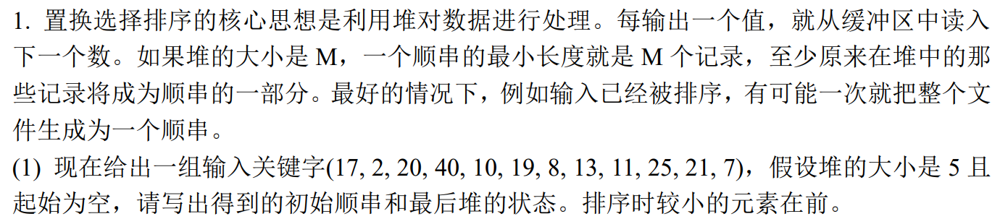 1. 置换选择排序的核心思想是利用堆对数据进行处理。每输出一个值，就从缓冲区中读入
下一个数。如果堆的大小是 M，一个顺串的最小长度就是 M 个记录，至少原来在堆中的那
些记录将成为顺串的一部分。最好的情况下，例如输入已经被排序，有可能一次就把整个文
件生成为一个顺串。
(1) 现在给出一组输入关键字(17, 2, 20, 40, 10, 19, 8, 13, 11, 25, 21, 7)，假设堆的大小是 5 且
起始为空，请写出得到的初始顺串和最后堆的状态。排序时较小的元素在前。